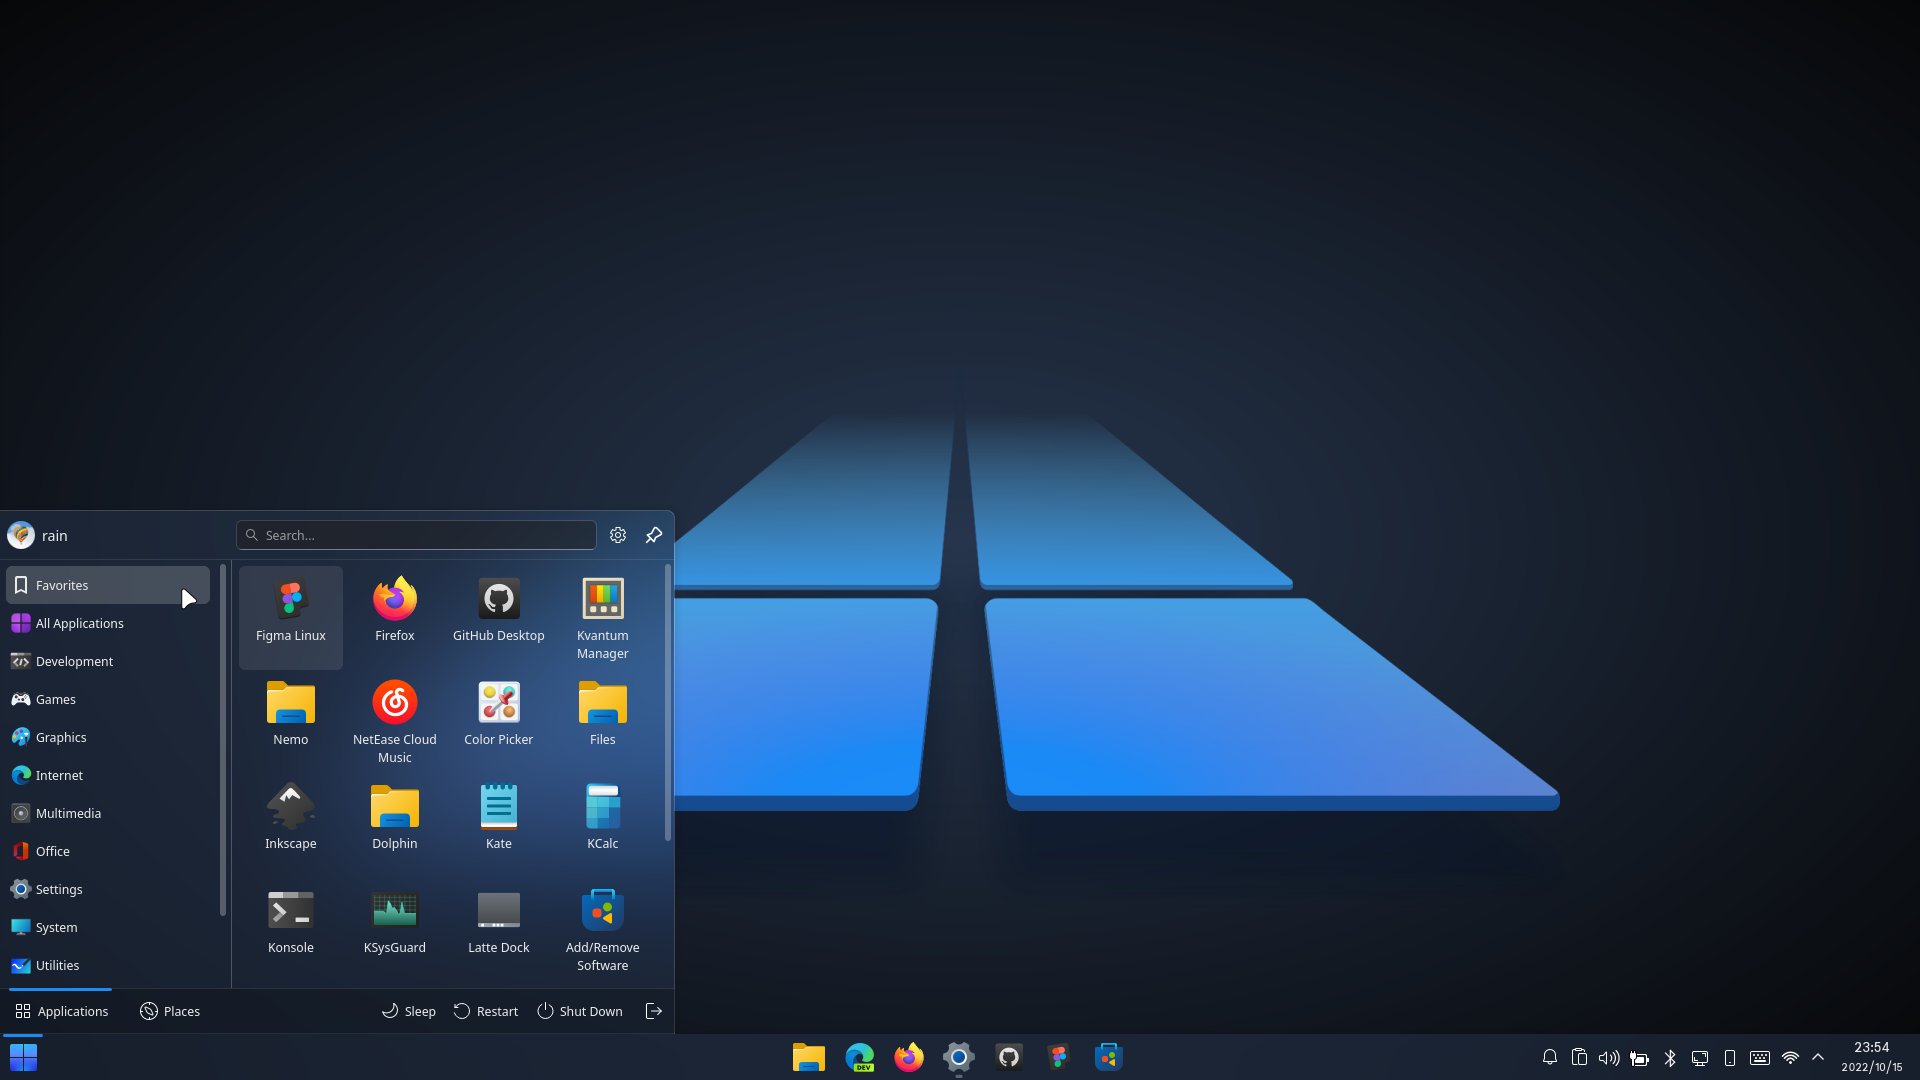 rain
Search...
Favorites
All Applications
Development
Games
Graphics
Internet
Multimedia
Office
Settings
System
Utilities
Figma Linux
Firefox
GitHub Desktop
Kvantum
Manager
Nemo
NetEase Cloud
Music
Color Picker
Files
Inkscape
Dolphin
Kate
KCalc
Konsole
KSysGuard
Latte Dock
Add/Remove
Software
Applications
Places
Sleep
Restart
Shut Down
DEV
23:54
2022/10/15